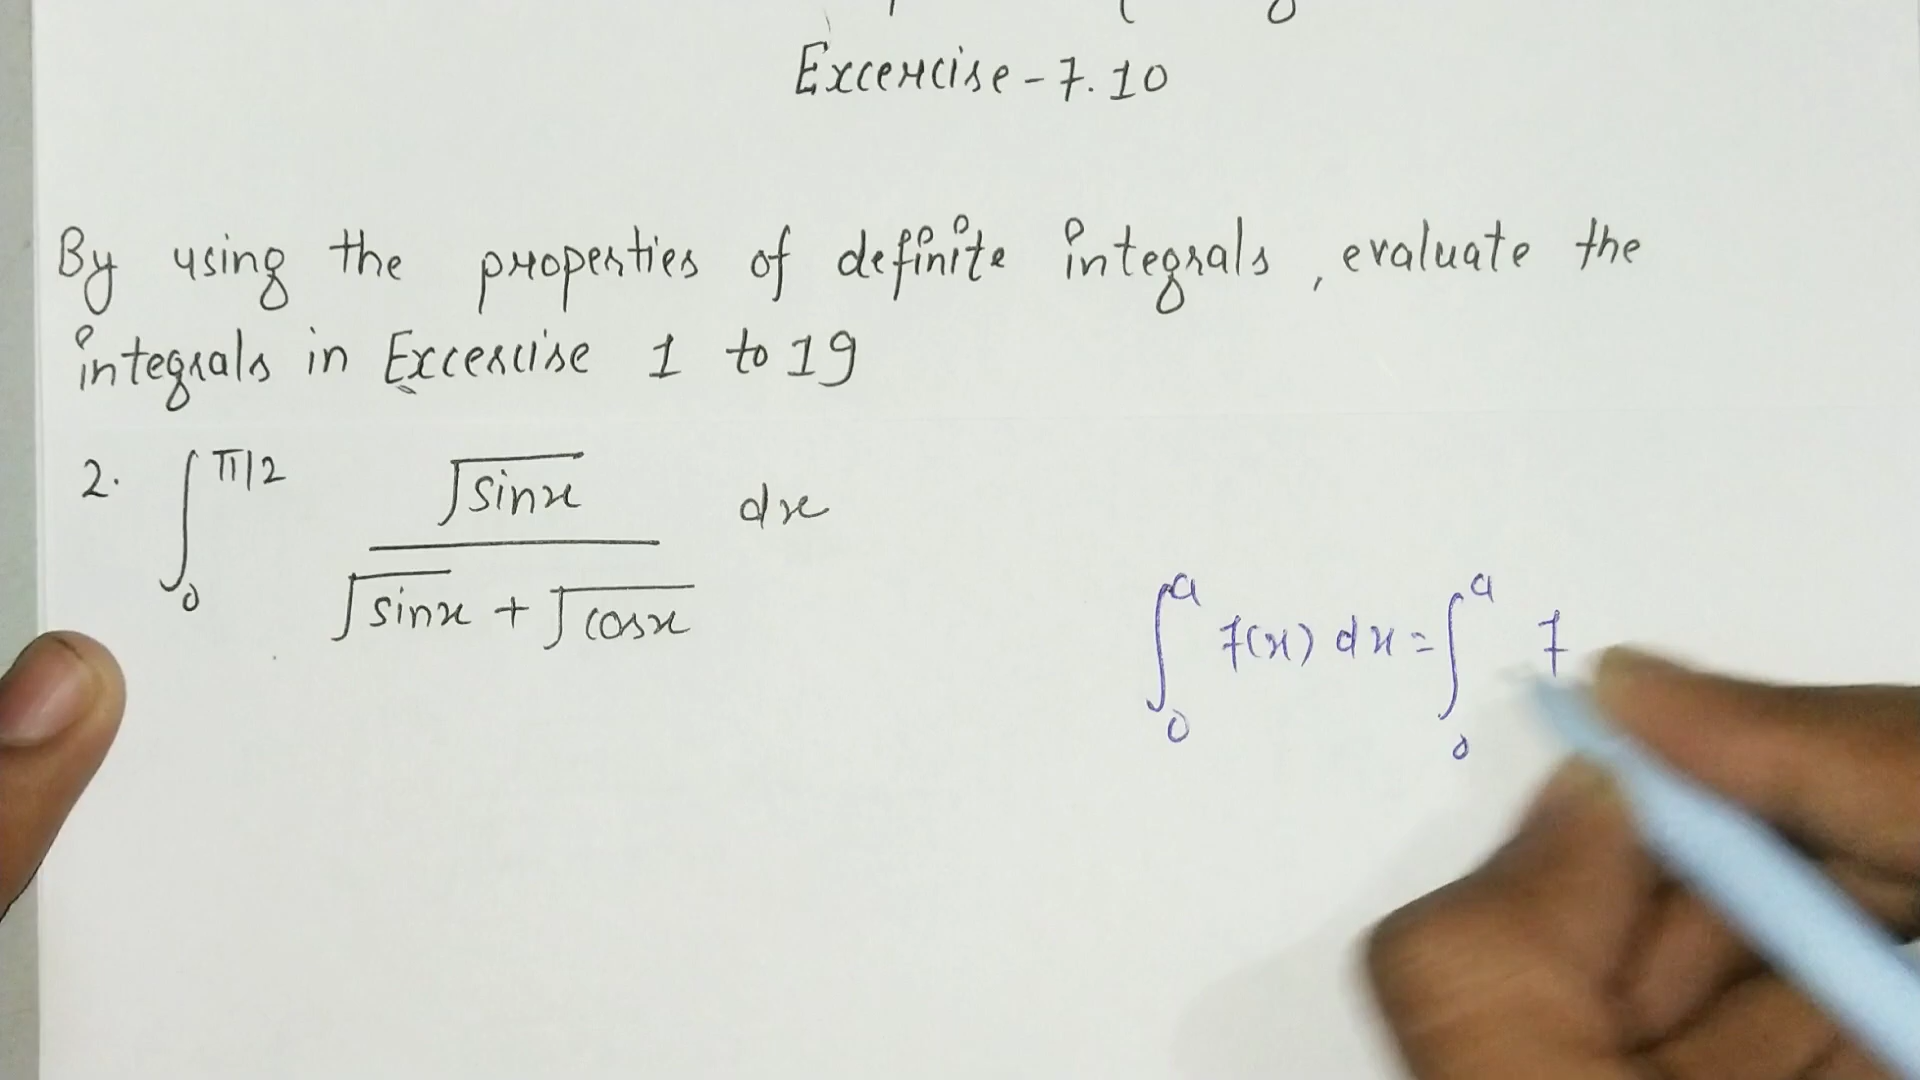 Excercise - 7.10
By using the properties of definite integrals, evaluate the
integrals in Excercise 1 to 19
2. ∫₀^π/2 √sinx / (√sinx + √cosx) dx
∫₀^a f(x) dx = ∫₀^a f